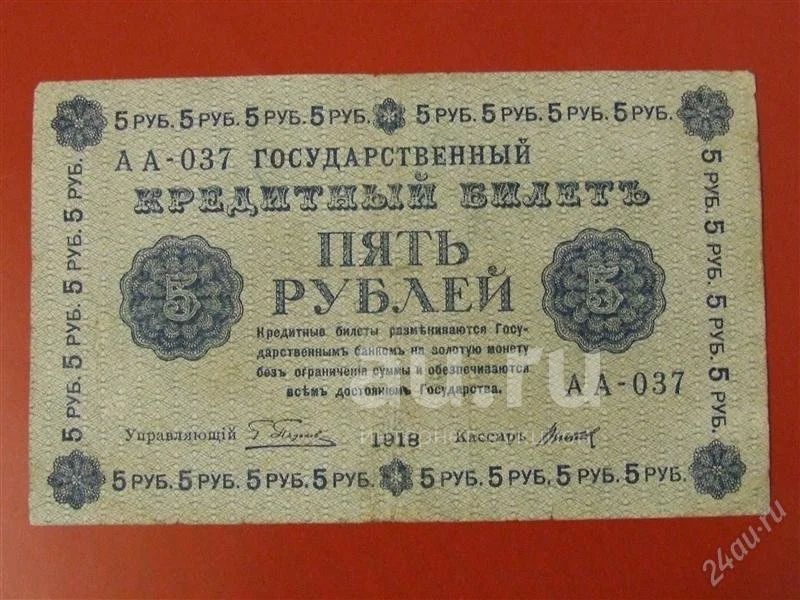 5 РУБ. 5 РУБ. 5 РУБ. 5 РУБ. 5 РУБ. 5 РУБ. 5 РУБ. 5 РУБ.
АА-037 ГОСУДАРСТВЕННЫЙ
КРЕДИТНЫЙ БИЛЕТЪ
5 ПЯТЬ 5
РУБЛЕЙ
Кредитные билеты размѣниваются Госу-
дарственнымъ банкомъ на золотую монету
безъ ограниченія суммы и обезпечиваются
всѣмъ достояніемъ Государства.
АА-037
Управляющій 1918 Кассиръ
5 РУБ. 5 РУБ. 5 РУБ. 5 РУБ. 5 РУБ. 5 РУБ. 5 РУБ. 5 РУБ.
5 РУБ. 5 РУБ. 5 РУБ. 5 РУБ.
5 РУБ. 5 РУБ. 5 РУБ. 5 РУБ.
au.ru
24au.ru